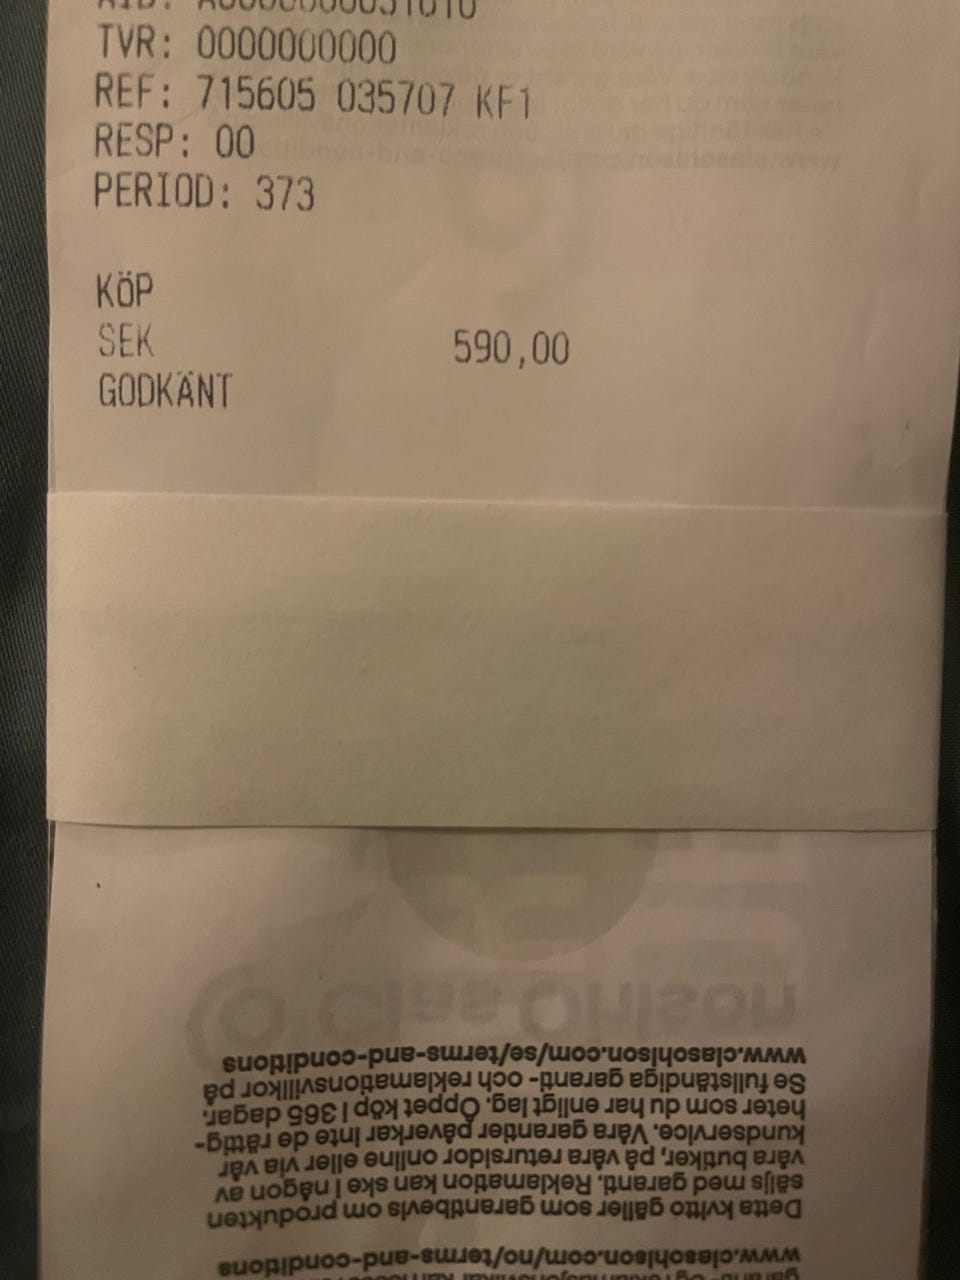 TVR: 0000000000
REF: 715605 035707 KF1
RESP: 00
PERIOD: 373
KÖP
SEK 590,00
GODKÄNT
Clas Ohlson
www.clasohlson.com/no/terms-and-conditions
Detta kvitto gäller som garantibevis om produkten
säljs med garanti. Reklamation kan ske i någon av
våra butiker, på våra retursidor online eller via vår
kundservice. Våra garantier påverkar inte de rättig-
heter som du har enligt lag. Öppet köp i 365 dagar.
Se fullständiga garanti- och reklamationsvillkor på
www.clasohlson.com/se/terms-and-conditions